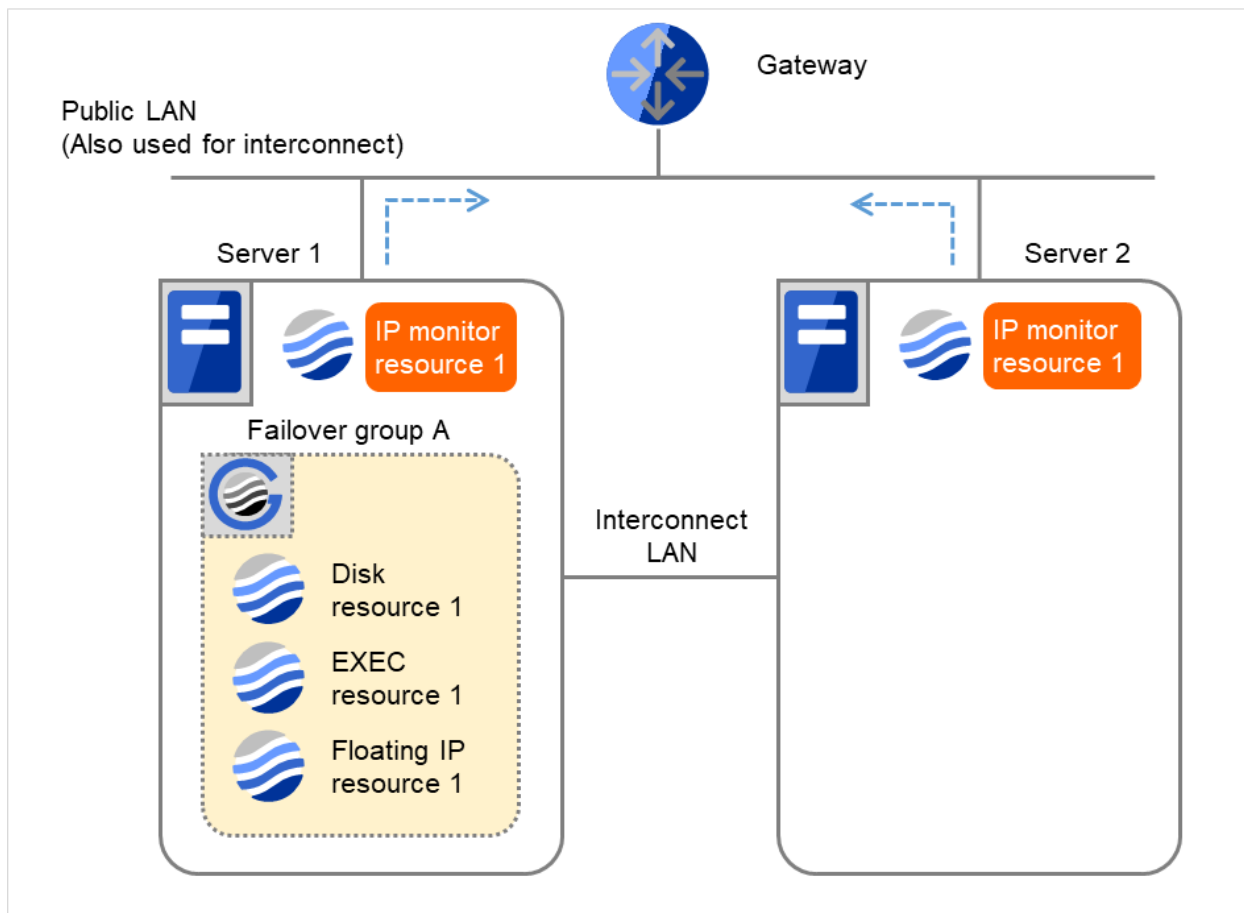 Gateway
Public LAN
(Also used for interconnect)
Server 1
Server 2
IP monitor
resource 1
IP monitor
resource 1
Failover group A
Interconnect
LAN
Disk
resource 1
EXEC
resource 1
Floating IP
resource 1